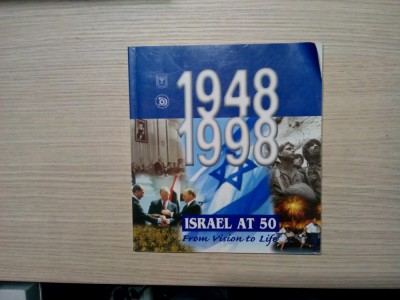 1948
1998
ISRAEL AT 50
From Vision to Life